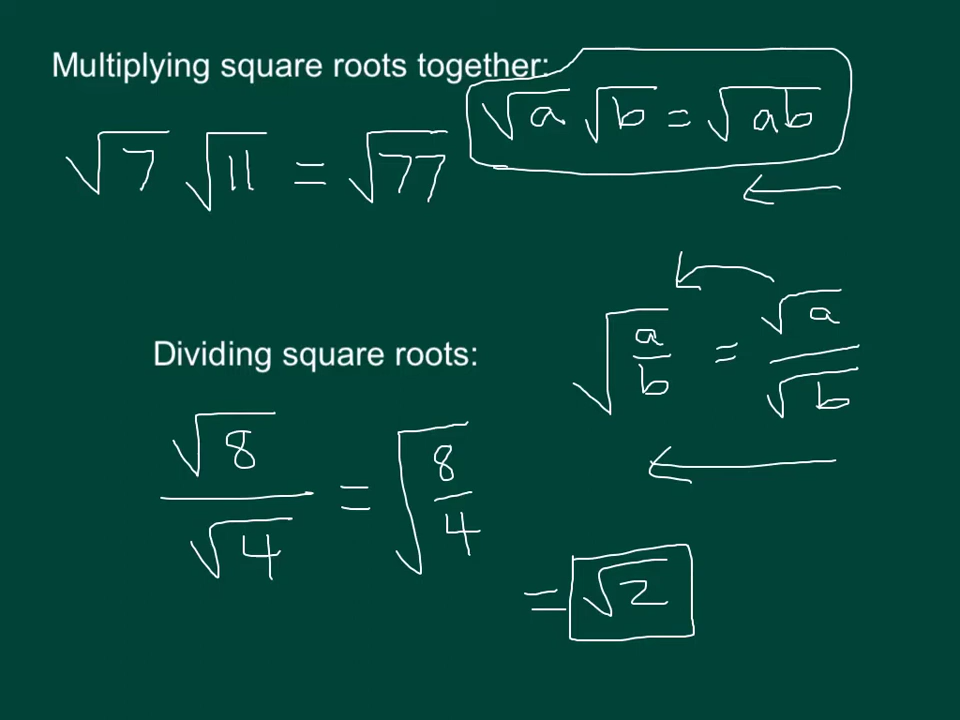 Multiplying square roots together:
√a √b = √ab
√7 √11 = √77
√(a/b) = √a/√b
Dividing square roots:
√8/√4 = √(8/4)
= √2